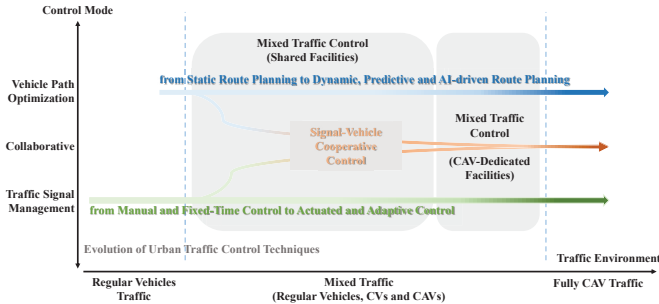 Control Mode
Mixed Traffic Control
(Shared Facilities)
from Static Route Planning to Dynamic, Predictive and AI-driven Route Planning
Vehicle Path
Optimization
Signal-Vehicle
Cooperative
Control
Mixed Traffic
Control
(CAV-Dedicated
Facilities)
Collaborative
Traffic Signal
Management
from Manual and Fixed-Time Control to Actuated and Adaptive Control
Evolution of Urban Traffic Control Techniques
Traffic Environment
Regular Vehicles
Traffic
Mixed Traffic
(Regular Vehicles, CVs and CAVs)
Fully CAV Traffic